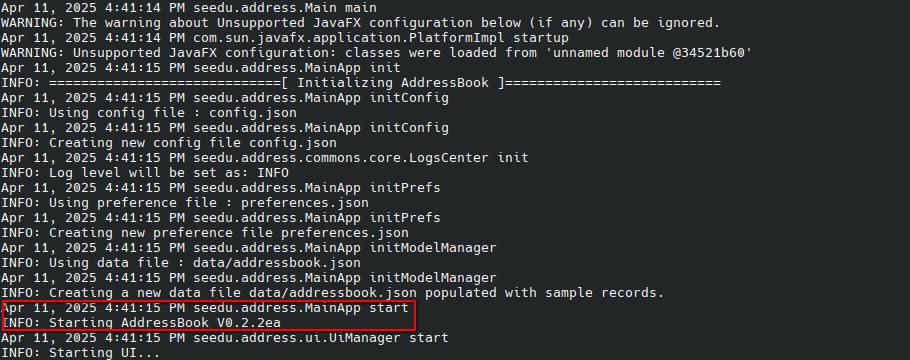 Apr 11, 2025 4:41:14 PM seedu.address.Main main
WARNING: The warning about Unsupported JavaFX configuration below (if any) can be ignored.
Apr 11, 2025 4:41:14 PM com.sun.javafx.application.PlatformImpl startup
WARNING: Unsupported JavaFX configuration: classes were loaded from 'unnamed module @34521b60'
Apr 11, 2025 4:41:15 PM seedu.address.MainApp init
INFO: =============================[ Initializing AddressBook ]===========================
Apr 11, 2025 4:41:15 PM seedu.address.MainApp initConfig
INFO: Using config file : config.json
Apr 11, 2025 4:41:15 PM seedu.address.MainApp initConfig
INFO: Creating new config file config.json
Apr 11, 2025 4:41:15 PM seedu.address.commons.core.LogsCenter init
INFO: Log level will be set as: INFO
Apr 11, 2025 4:41:15 PM seedu.address.MainApp initPrefs
INFO: Using preference file : preferences.json
Apr 11, 2025 4:41:15 PM seedu.address.MainApp initPrefs
INFO: Creating new preference file preferences.json
Apr 11, 2025 4:41:15 PM seedu.address.MainApp initModelManager
INFO: Using data file : data/addressbook.json
Apr 11, 2025 4:41:15 PM seedu.address.MainApp initModelManager
INFO: Creating a new data file data/addressbook.json populated with sample records.
Apr 11, 2025 4:41:15 PM seedu.address.MainApp start
INFO: Starting AddressBook V0.2.2ea
Apr 11, 2025 4:41:15 PM seedu.address.ui.UiManager start
INFO: Starting UI...